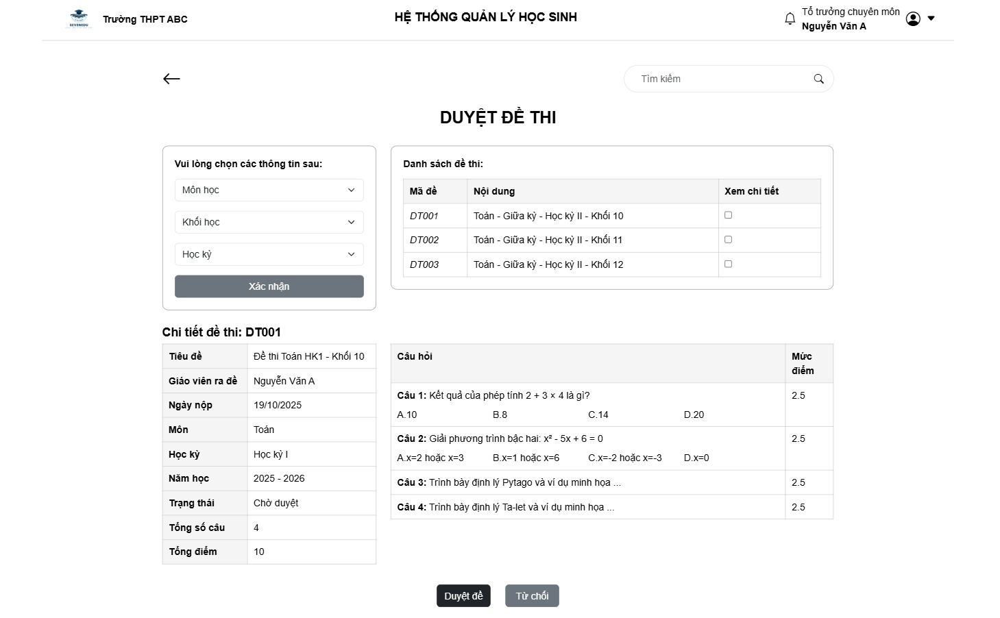 SEVENEDU
Trường THPT ABC
HỆ THỐNG QUẢN LÝ HỌC SINH
Tổ trưởng chuyên môn
Nguyễn Văn A
Tìm kiếm
DUYỆT ĐỀ THI
Vui lòng chọn các thông tin sau:
Môn học
Khối học
Học kỳ
Xác nhận
Danh sách đề thi:
Mã đề Nội dung Xem chi tiết
DT001 Toán - Giữa kỳ - Học kỳ II - Khối 10
DT002 Toán - Giữa kỳ - Học kỳ II - Khối 11
DT003 Toán - Giữa kỳ - Học kỳ II - Khối 12
Chi tiết đề thi: DT001
Tiêu đề Đề thi Toán HK1 - Khối 10
Giáo viên ra đề Nguyễn Văn A
Ngày nộp 19/10/2025
Môn Toán
Học kỳ Học kỳ I
Năm học 2025 - 2026
Trạng thái Chờ duyệt
Tổng số câu 4
Tổng điểm 10
Câu hỏi Mức
điểm
Câu 1: Kết quả của phép tính 2 + 3 × 4 là gì? 2.5
A.10 B.8 C.14 D.20
Câu 2: Giải phương trình bậc hai: x² - 5x + 6 = 0 2.5
A.x=2 hoặc x=3 B.x=1 hoặc x=6 C.x=-2 hoặc x=-3 D.x=0
Câu 3: Trình bày định lý Pytago và ví dụ minh họa ... 2.5
Câu 4: Trình bày định lý Ta-let và ví dụ minh họa ... 2.5
Duyệt đề Từ chối